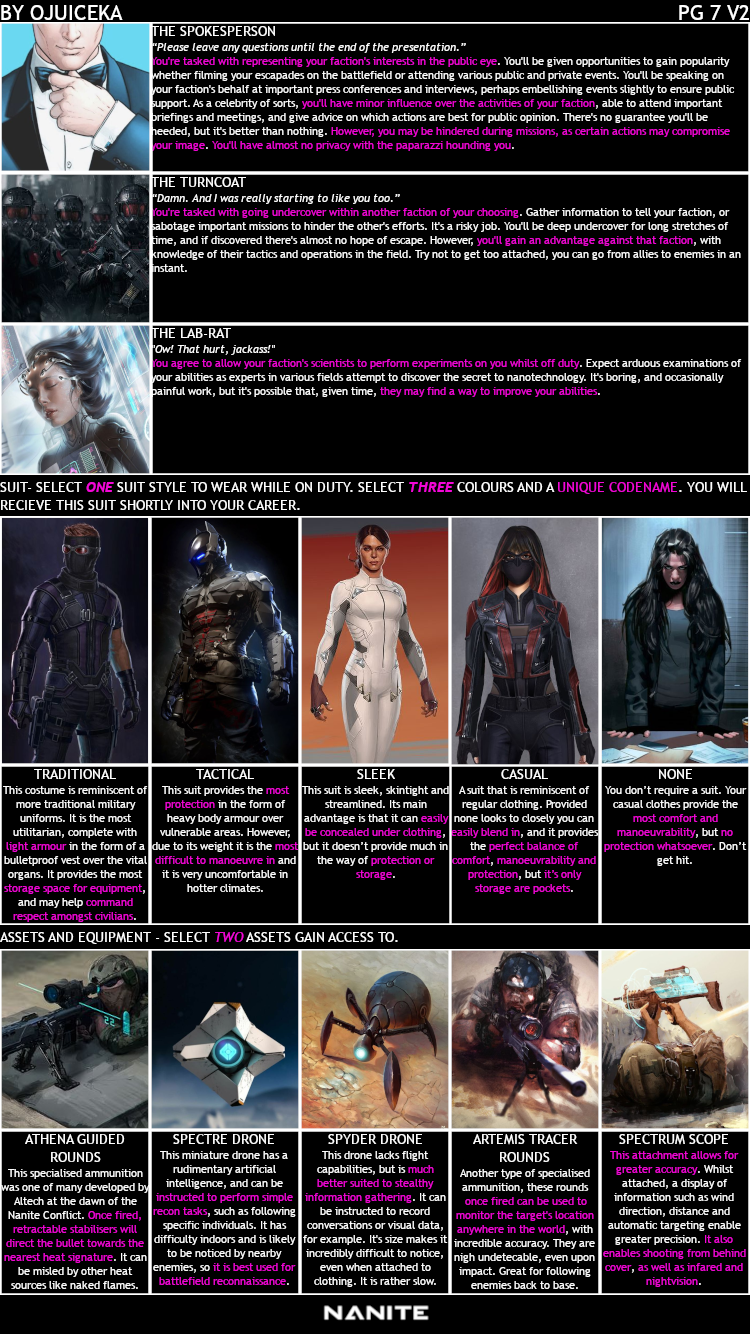 BY OJUICEKA
PG 7 V2
THE SPOKESPERSON
"Please leave any questions until the end of the presentation."
You're tasked with representing your faction's interests in the public eye. You'll be given opportunities to gain popularity
whether filming your escapades on the battlefield or attending various public and private events. You'll be speaking on
your faction's behalf at important press conferences and interviews, perhaps embellishing events slightly to ensure public
support. As a celebrity of sorts, you'll have minor influence over the activities of your faction, able to attend important
briefings and meetings, and give advice on which actions are best for public opinion. There's no guarantee you'll be
heeded, but it's better than nothing. However, you may be hindered during missions, as certain actions may compromise
your image. You'll have almost no privacy with the paparazzi hounding you.
THE TURNCOAT
"Damn. And I was really starting to like you too."
You're tasked with going undercover within another faction of your choosing. Gather information to tell your faction, or
sabotage important missions to hinder the other's efforts. It's a risky job. You'll be deep undercover for long stretches of
time, and if discovered there's almost no hope of escape. However, you'll gain an advantage against that faction, with
knowledge of their tactics and operations in the field. Try not to get too attached, you can go from allies to enemies in an
instant.
THE LAB-RAT
"Ow! That hurt, jackass!"
You agree to allow your faction's scientists to perform experiments on you whilst off duty. Expect arduous examinations of
your abilities as experts in various fields attempt to discover the secret to nanotechnology. It's boring, and occasionally
painful work, but it's possible that, given time, they may find a way to improve your abilities.
SUIT- SELECT ONE SUIT STYLE TO WEAR WHILE ON DUTY. SELECT THREE COLOURS AND A UNIQUE CODENAME. YOU WILL
RECIEVE THIS SUIT SHORTLY INTO YOUR CAREER.
TRADITIONAL
This costume is reminiscent of
more traditional military
uniforms. It is the most
utilitarian, complete with
light armour in the form of a
bulletproof vest over the vital
organs. It provides the most
storage space for equipment,
and may help command
respect amongst civilians.
TACTICAL
This suit provides the most
protection in the form of
heavy body armour over
vulnerable areas. However,
due to its weight it is the most
difficult to manoeuvre in and
it is very uncomfortable in
hotter climates.
SLEEK
This suit is sleek, skintight and
streamlined. Its main
advantage is that it can easily
be concealed under clothing,
but it doesn't provide much in
the way of protection or
storage.
CASUAL
A suit that is reminiscent of
regular clothing. Provided
none looks to closely you can
easily blend in, and it provides
the perfect balance of
comfort, manoeuvrability and
protection, but it's only
storage are pockets.
NONE
You don't require a suit. Your
casual clothes provide the
most comfort and
manoeuvrability, but no
protection whatsoever. Don't
get hit.
ASSETS AND EQUIPMENT - SELECT TWO ASSETS GAIN ACCESS TO.
22
ATHENA GUIDED
ROUNDS
This specialised ammunition
was one of many developed by
Altech at the dawn of the
Nanite Conflict. Once fired,
retractable stabilisers will
direct the bullet towards the
nearest heat signature. It can
be misled by other heat
sources like naked flames.
SPECTRE DRONE
This miniature drone has a
rudimentary artificial
intelligence, and can be
instructed to perform simple
recon tasks, such as following
specific individuals. It has
difficulty indoors and is likely
to be noticed by nearby
enemies, so it is best used for
battlefield reconnaissance.
SPYDER DRONE
This drone lacks flight
capabilities, but is much
better suited to stealthy
information gathering. It can
be instructed to record
conversations or visual data,
for example. It's size makes it
incredibly difficult to notice,
even when attached to
clothing. It is rather slow.
ARTEMIS TRACER
ROUNDS
Another type of specialised
ammunition, these rounds
once fired can be used to
monitor the target's location
anywhere in the world, with
incredible accuracy. They are
nigh undetecable, even upon
impact. Great for following
enemies back to base.
SPECTRUM SCOPE
This attachment allows for
greater accuracy. Whilst
attached, a display of
information such as wind
direction, distance and
automatic targeting enable
greater precision. It also
enables shooting from behind
cover, as well as infared and
nightvision.
NANITE